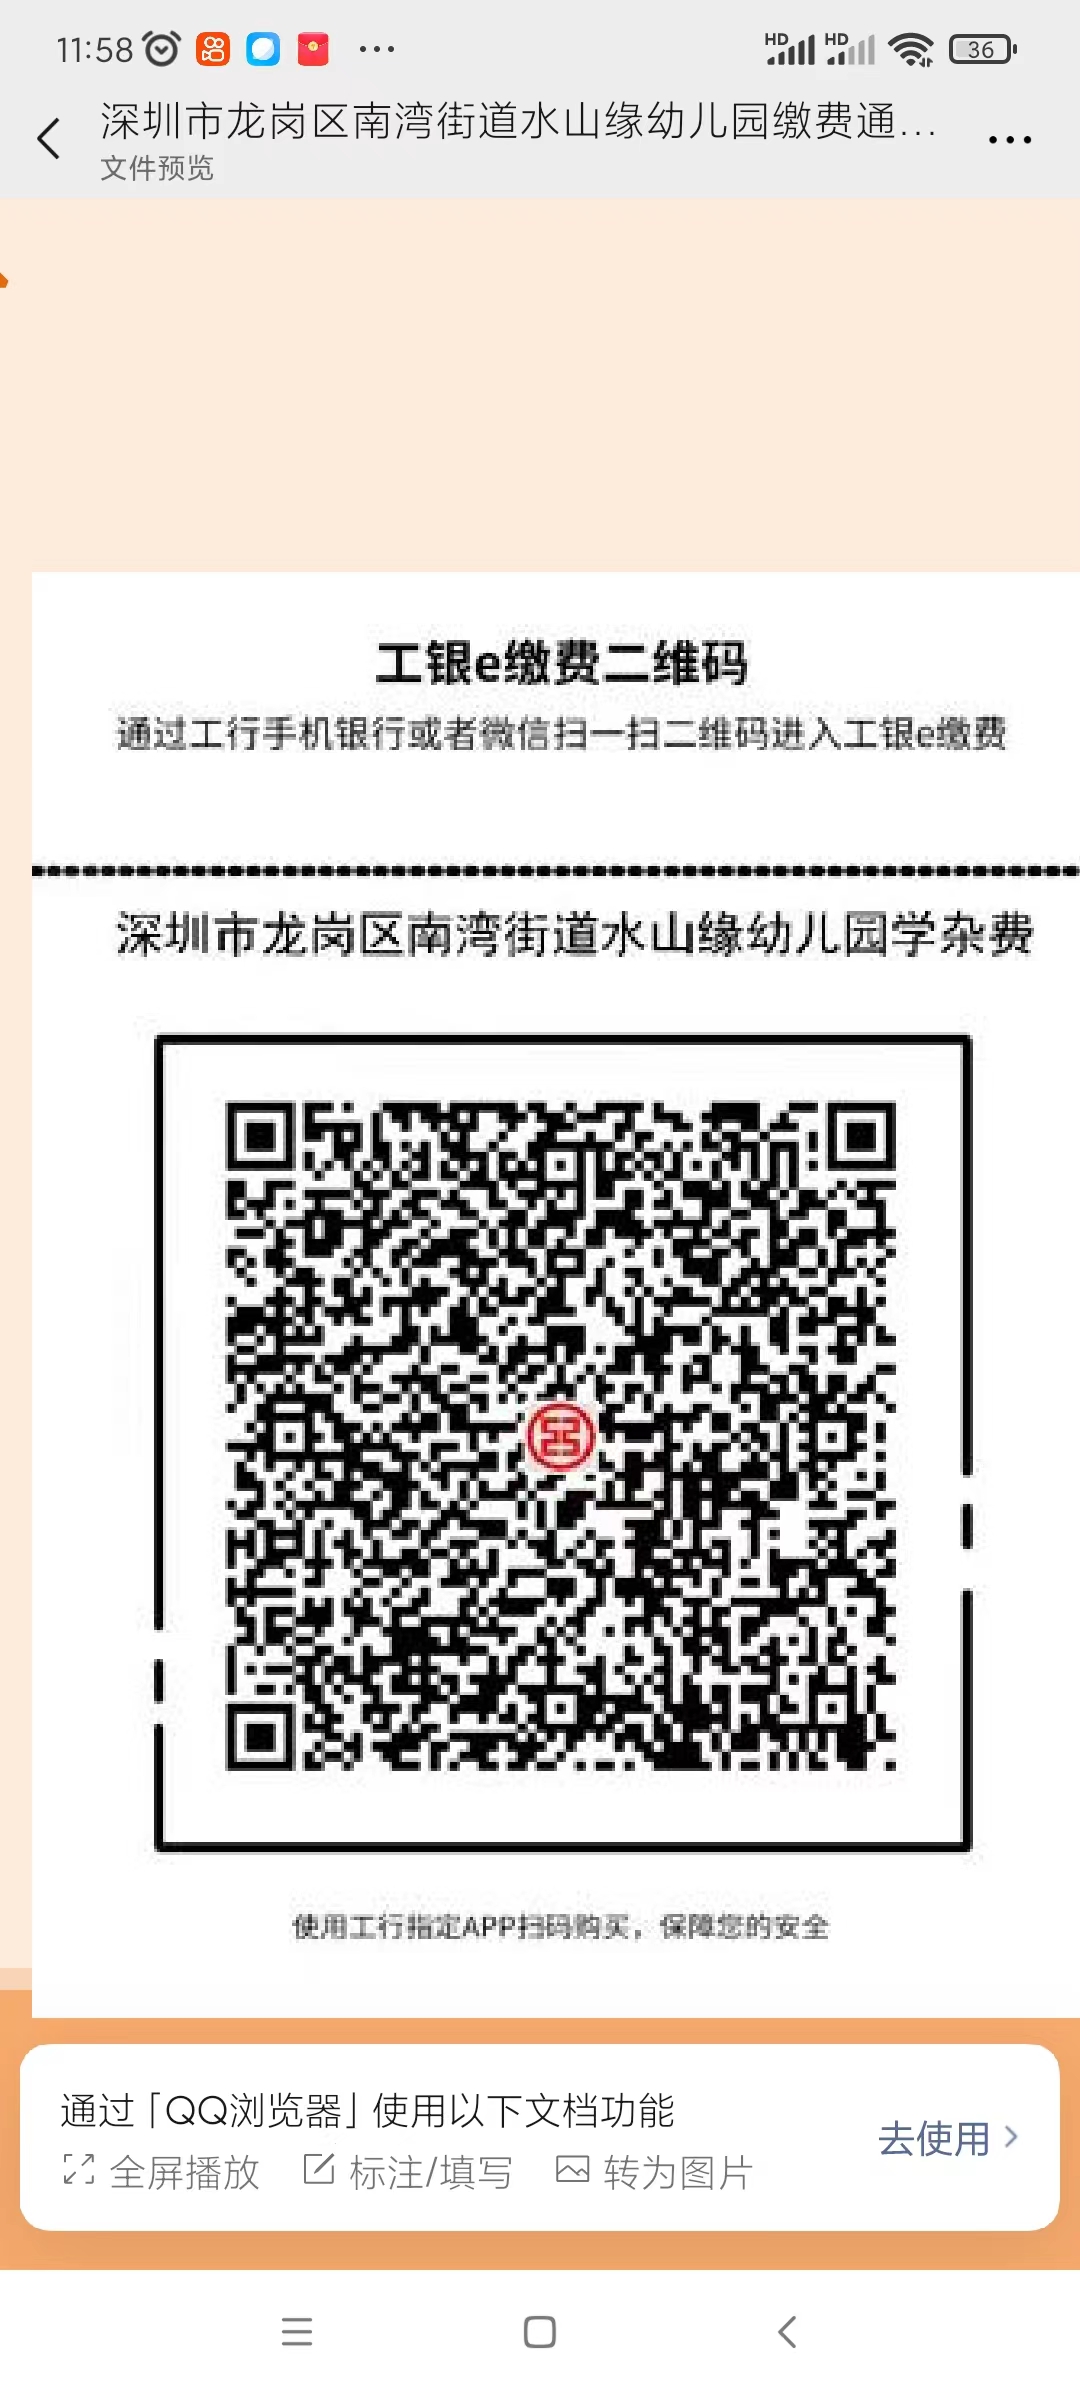 11:58
HD HD 36
深圳市龙岗区南湾街道水山缘幼儿园缴费通...
文件预览
工银e缴费二维码
通过工行手机银行或者微信扫一扫二维码进入工银e缴费
深圳市龙岗区南湾街道水山缘幼儿园学杂费
使用工行指定APP扫码购买，保障您的安全
通过「QQ浏览器」使用以下文档功能
全屏播放 标注/填写 转为图片
去使用